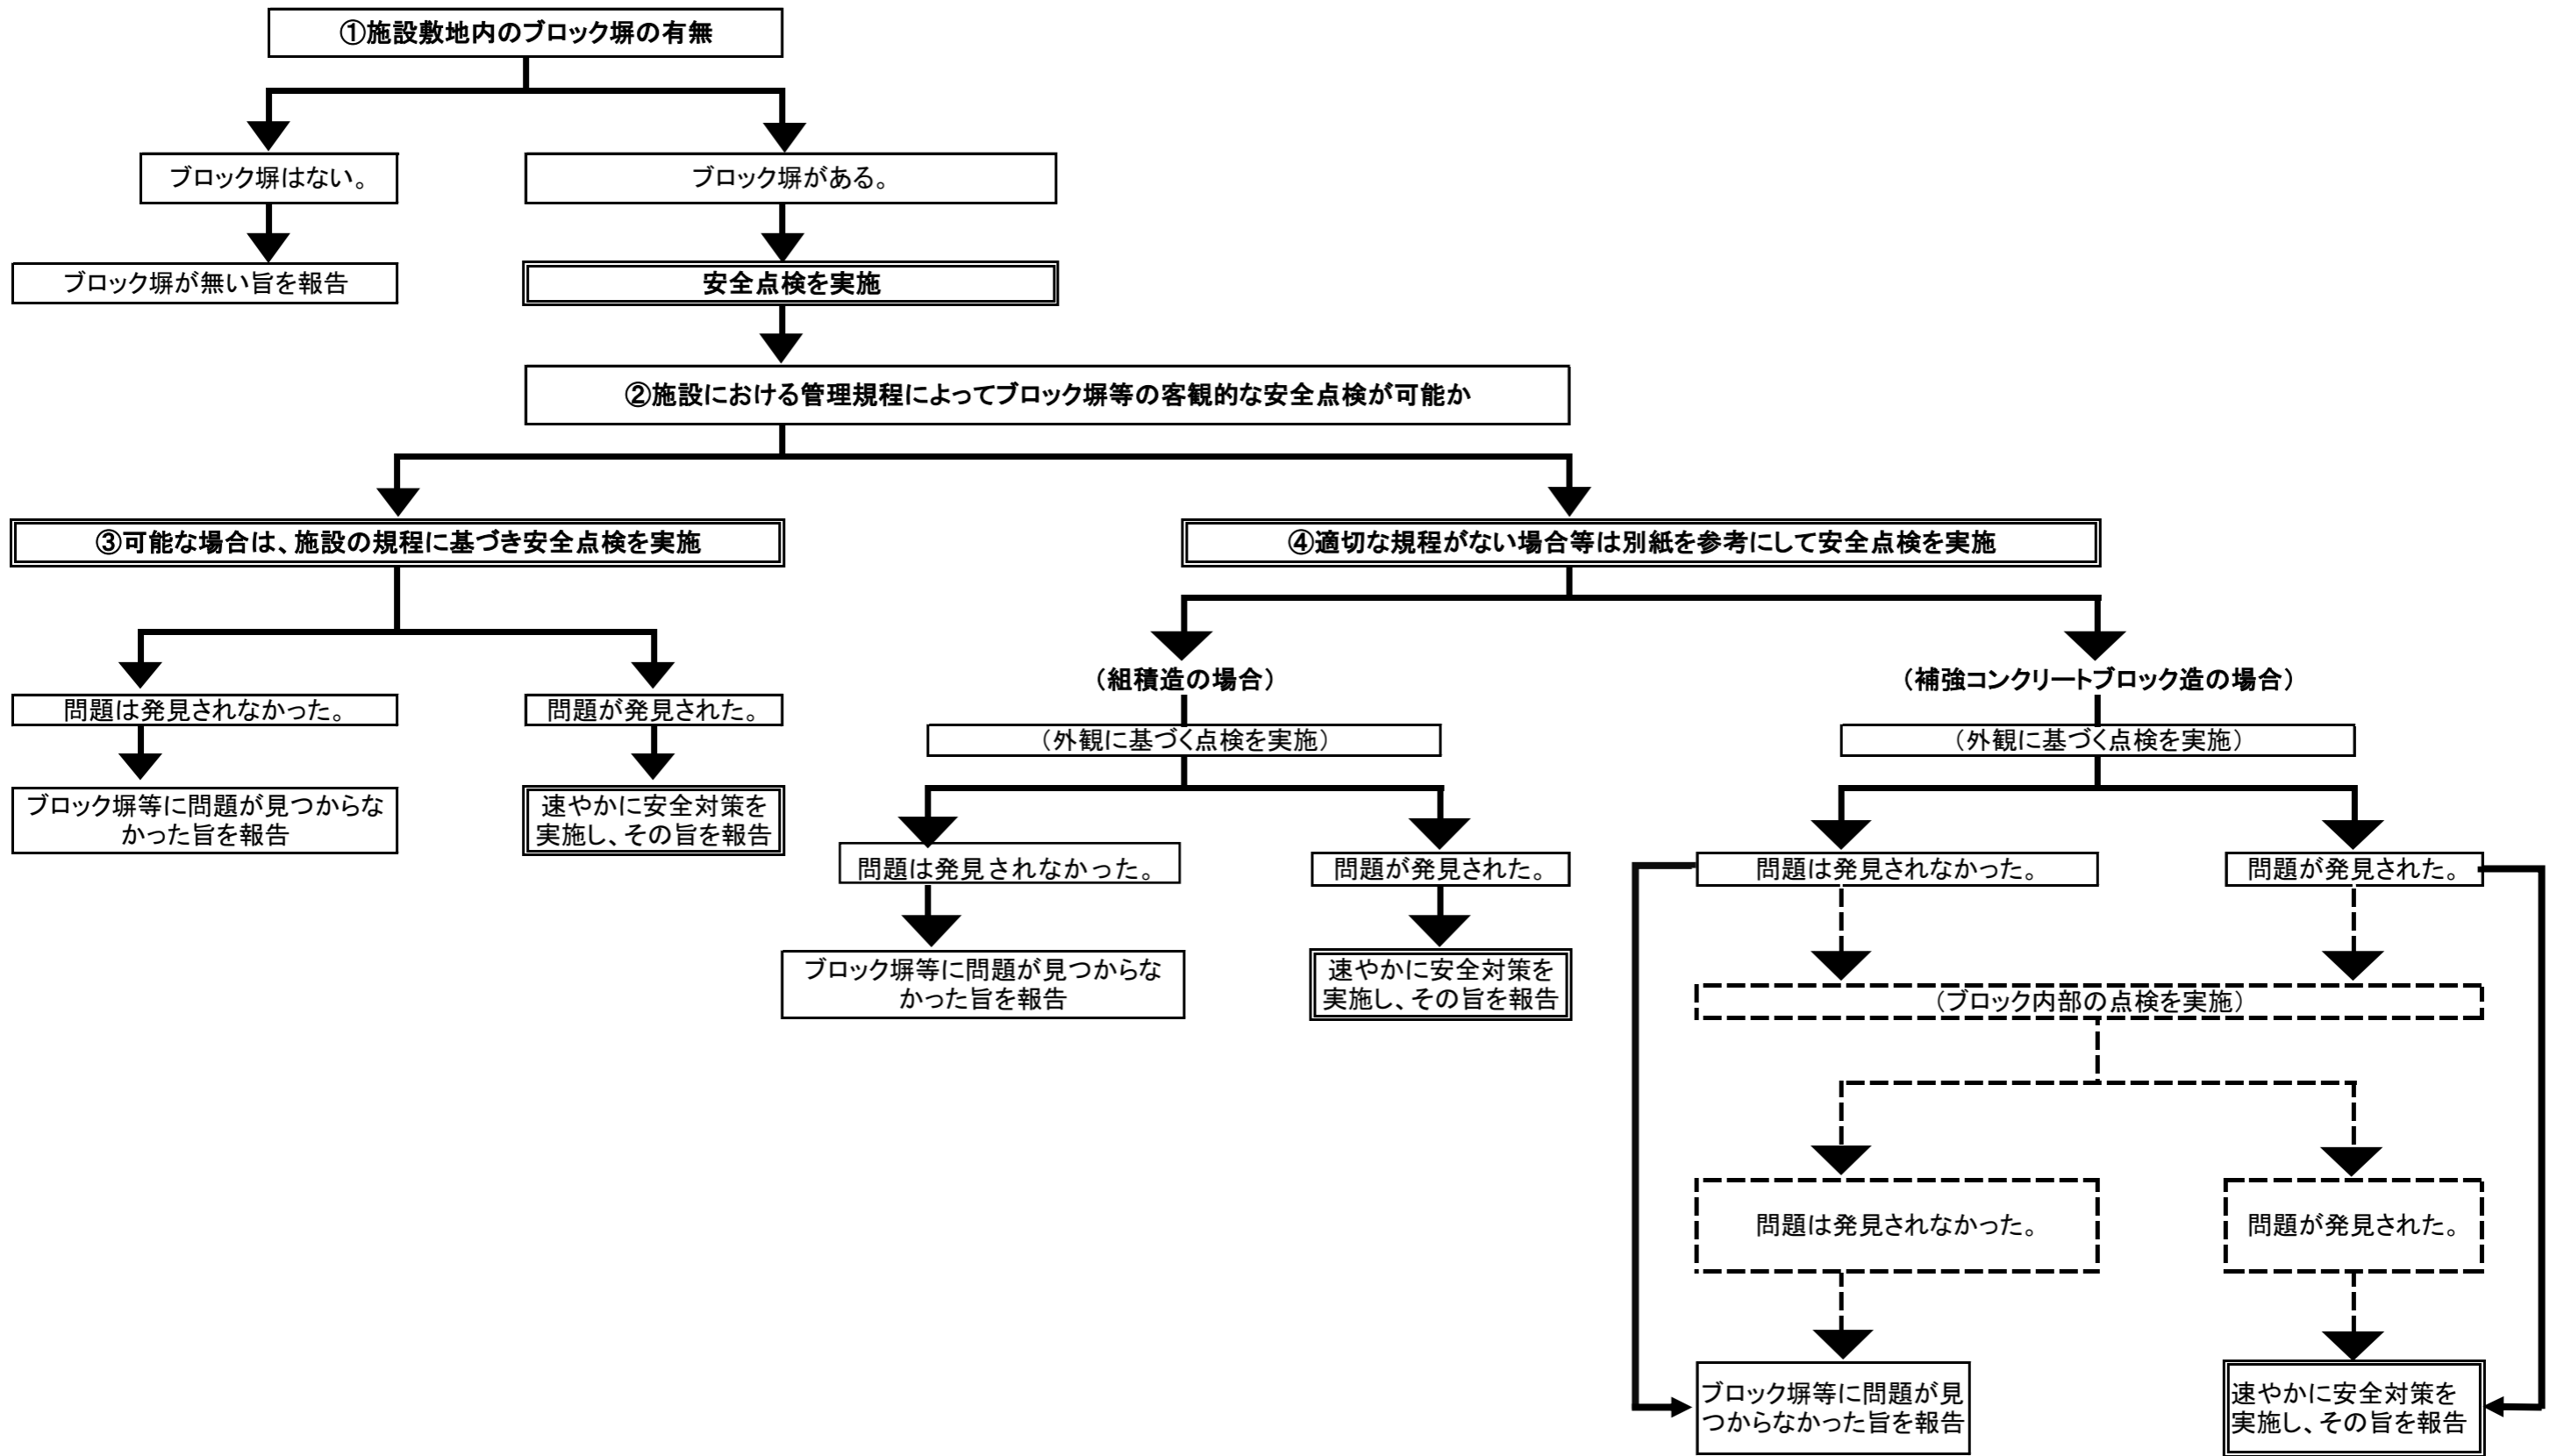 ①施設敷地内のブロック塀の有無
ブロック塀はない。
ブロック塀がある。
ブロック塀が無い旨を報告
安全点検を実施
②施設における管理規程によってブロック塀等の客観的な安全点検が可能か
③可能な場合は、施設の規程に基づき安全点検を実施
④適切な規程がない場合等は別紙を参考にして安全点検を実施
（組積造の場合）
（補強コンクリートブロック造の場合）
問題は発見されなかった。
問題が発見された。
（外観に基づく点検を実施）
（外観に基づく点検を実施）
ブロック塀等に問題が見つからな
かった旨を報告
速やかに安全対策を
実施し、その旨を報告
問題は発見されなかった。
問題が発見された。
問題は発見されなかった。
問題が発見された。
ブロック塀等に問題が見つからな
かった旨を報告
速やかに安全対策を
実施し、その旨を報告
（ブロック内部の点検を実施）
問題は発見されなかった。
問題が発見された。
ブロック塀等に問題が見
つからなかった旨を報告
速やかに安全対策を
実施し、その旨を報告